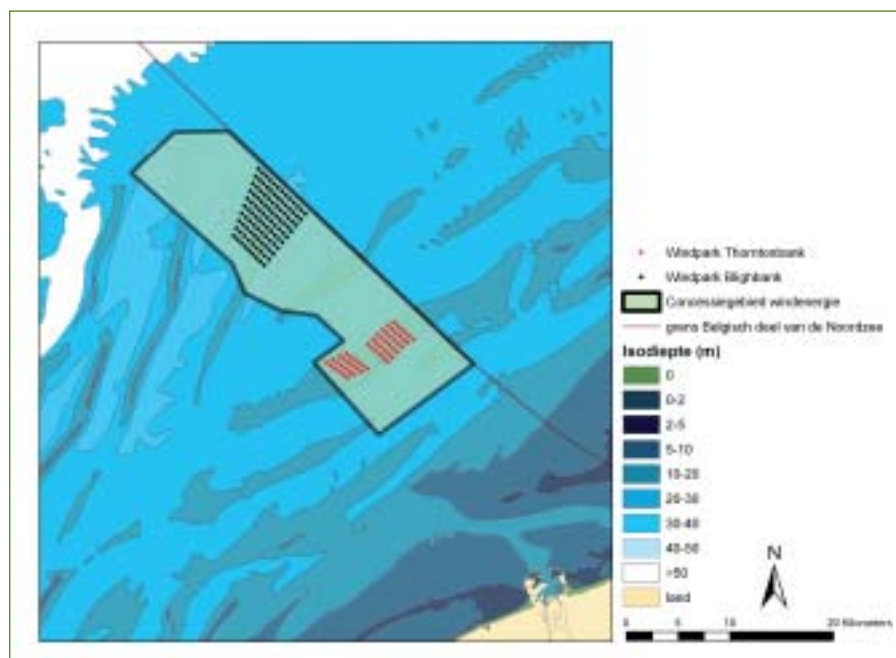 Windpark Thorntonbank
Windpark Blighbank
Concessiegebied windenergie
grens Belgisch deel van de Noordzee
Isodiepte (m)
0
0-2
2-5
5-10
10-20
20-30
30-40
40-50
>50
land
N
0 5 10 20 Kilometers